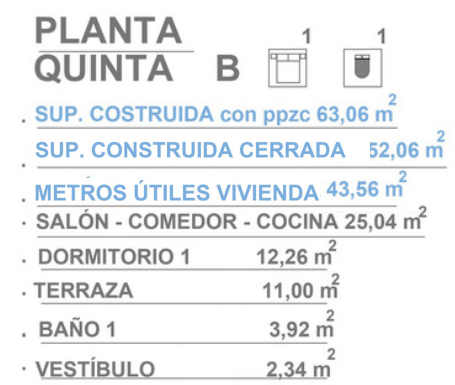 PLANTA
QUINTA B 1 1
. SUP. COSTRUIDA con ppzc 63,06 m²
. SUP. CONSTRUIDA CERRADA 52,06 m²
. METROS ÚTILES VIVIENDA 43,56 m²
· SALÓN - COMEDOR - COCINA 25,04 m²
. DORMITORIO 1 12,26 m²
· TERRAZA 11,00 m²
. BAÑO 1 3,92 m²
· VESTÍBULO 2,34 m²